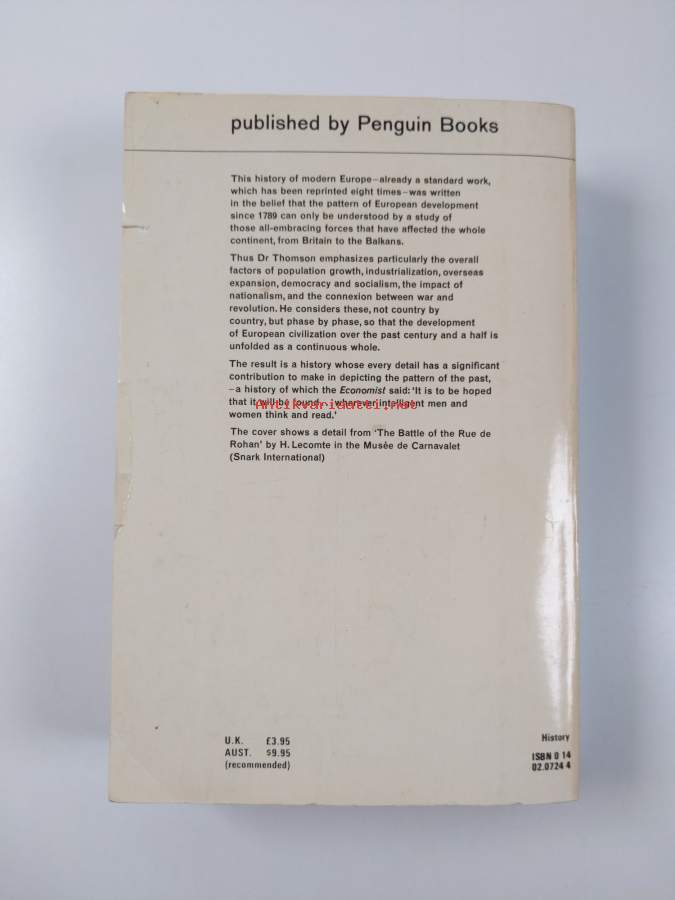 published by Penguin Books
This history of modern Europe–already a standard work,
which has been reprinted eight times–was written
in the belief that the pattern of European development
since 1789 can only be understood by a study of
those all-embracing forces that have affected the whole
continent, from Britain to the Balkans.
Thus Dr Thomson emphasizes particularly the overall
factors of population growth, industrialization, overseas
expansion, democracy and socialism, the impact of
nationalism, and the connexion between war and
revolution. He considers these, not country by
country, but phase by phase, so that the development
of European civilization over the past century and a half is
unfolded as a continuous whole.
The result is a history whose every detail has a significant
contribution to make in depicting the pattern of the past,
–a history of which the Economist said: ‘It is to be hoped
that it will be found... wherever intelligent men and
Antikvariaatti.net
women think and read.’
The cover shows a detail from ‘The Battle of the Rue de
Rohan’ by H. Lecomte in the Musée de Carnavalet
(Snark International)
U.K. £3.95
AUST. $9.95
(recommended)
History
ISBN 0 14
02.0724 4